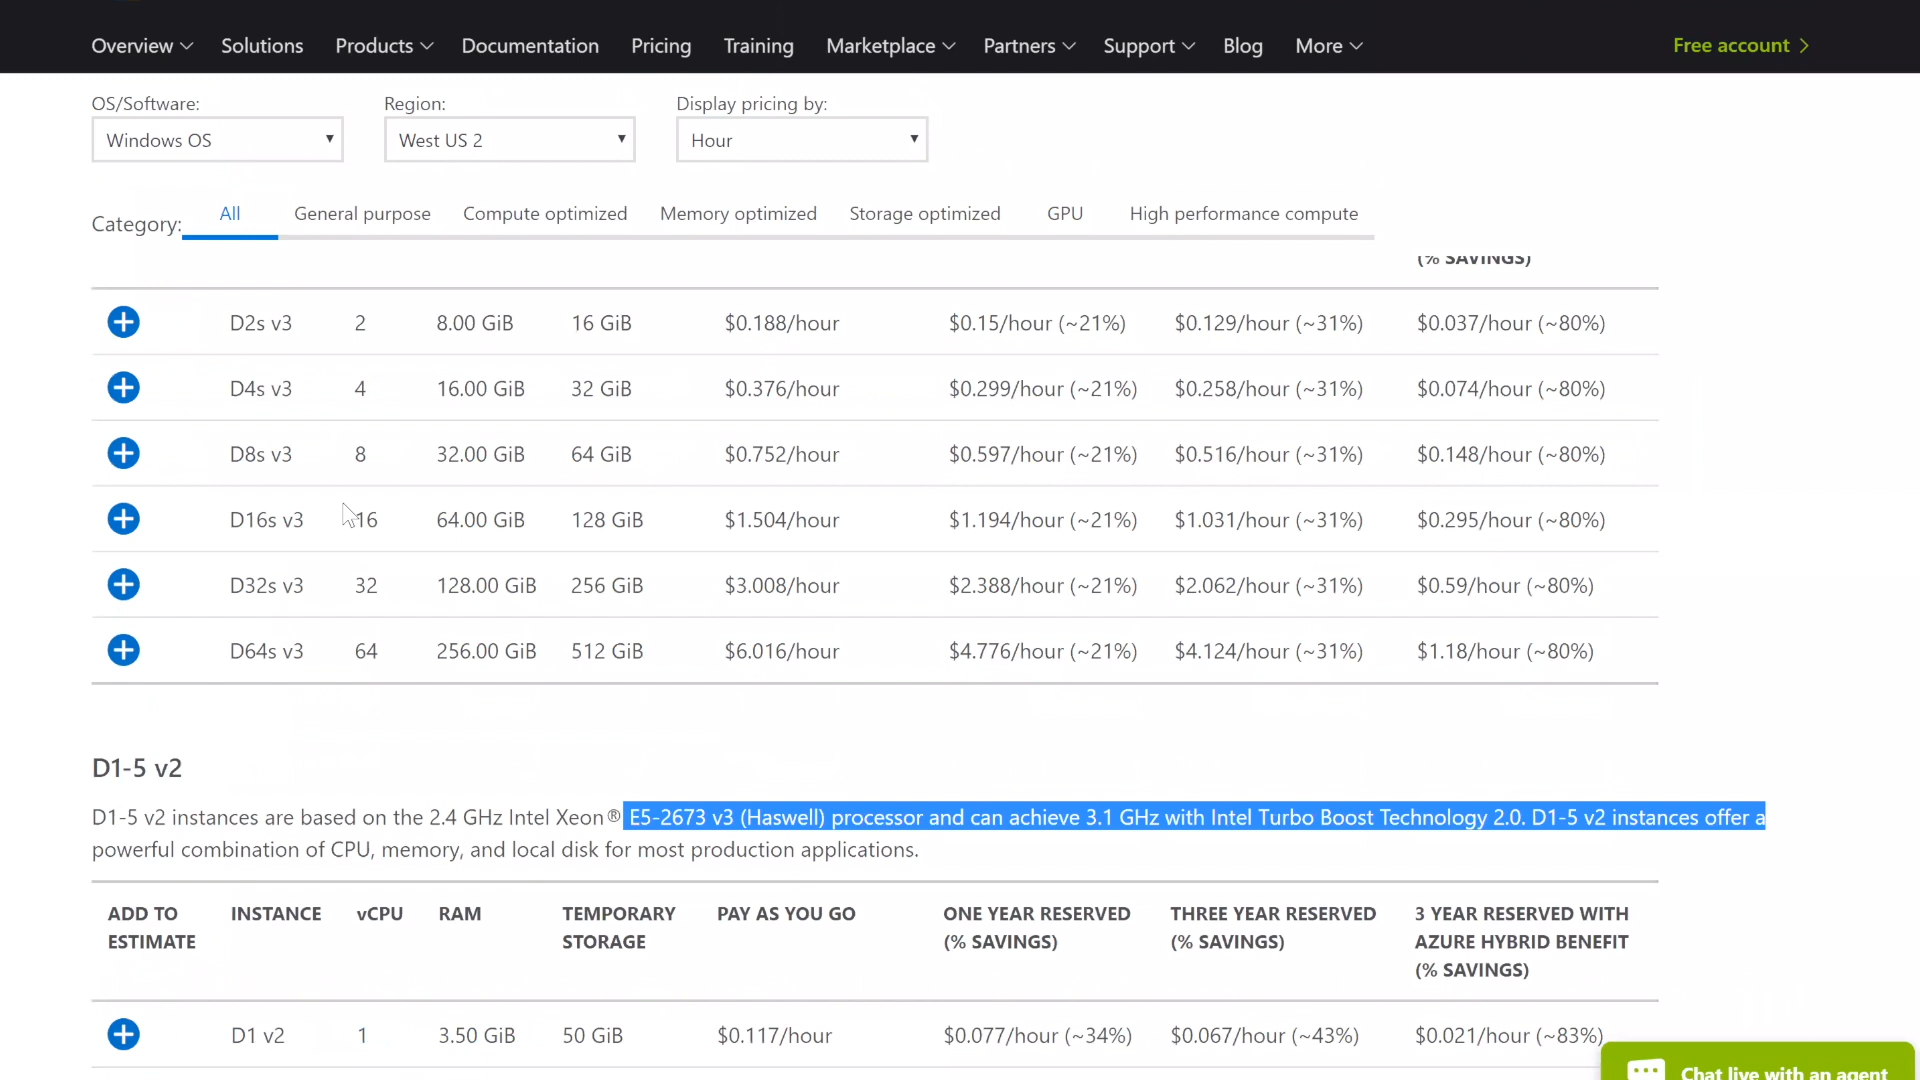 Overview Solutions Products Documentation Pricing Training Marketplace Partners Support Blog More Free account
OS/Software: Region: Display pricing by:
Windows OS West US 2 Hour
Category: All General purpose Compute optimized Memory optimized Storage optimized GPU High performance compute
(% SAVINGS)
D2s v3 2 8.00 GiB 16 GiB $0.188/hour $0.15/hour (~21%) $0.129/hour (~31%) $0.037/hour (~80%)
D4s v3 4 16.00 GiB 32 GiB $0.376/hour $0.299/hour (~21%) $0.258/hour (~31%) $0.074/hour (~80%)
D8s v3 8 32.00 GiB 64 GiB $0.752/hour $0.597/hour (~21%) $0.516/hour (~31%) $0.148/hour (~80%)
D16s v3 16 64.00 GiB 128 GiB $1.504/hour $1.194/hour (~21%) $1.031/hour (~31%) $0.295/hour (~80%)
D32s v3 32 128.00 GiB 256 GiB $3.008/hour $2.388/hour (~21%) $2.062/hour (~31%) $0.59/hour (~80%)
D64s v3 64 256.00 GiB 512 GiB $6.016/hour $4.776/hour (~21%) $4.124/hour (~31%) $1.18/hour (~80%)
D1-5 v2
D1-5 v2 instances are based on the 2.4 GHz Intel Xeon® E5-2673 v3 (Haswell) processor and can achieve 3.1 GHz with Intel Turbo Boost Technology 2.0. D1-5 v2 instances offer a
powerful combination of CPU, memory, and local disk for most production applications.
ADD TO INSTANCE vCPU RAM TEMPORARY PAY AS YOU GO ONE YEAR RESERVED THREE YEAR RESERVED 3 YEAR RESERVED WITH
ESTIMATE STORAGE (% SAVINGS) (% SAVINGS) AZURE HYBRID BENEFIT
(% SAVINGS)
D1 v2 1 3.50 GiB 50 GiB $0.117/hour $0.077/hour (~34%) $0.067/hour (~43%) $0.021/hour (~83%)
Chat live with an agent